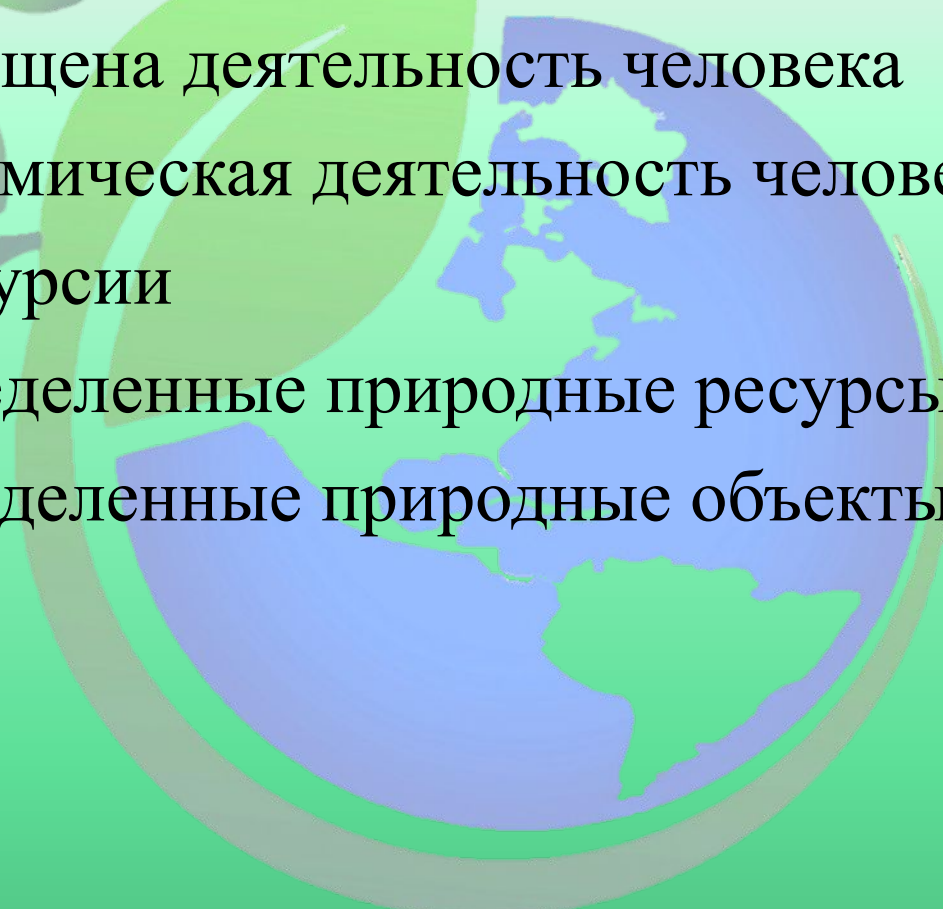 щена деятельность человека
мическая деятельность челове
урсии
деленные природные ресурсы
деленные природные объекты